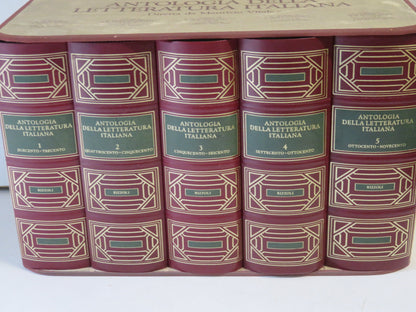 ANTOLOGIA DELLA
LETTERATURA ITALIANA
ANTOLOGIA
DELLA LETTERATURA
ITALIANA
1
DUECENTO-TRECENTO
RIZZOLI
ANTOLOGIA
DELLA LETTERATURA
ITALIANA
2
QUATTROCENTO-CINQUECENTO
RIZZOLI
ANTOLOGIA
DELLA LETTERATURA
ITALIANA
3
CINQUECENTO-SEICENTO
RIZZOLI
ANTOLOGIA
DELLA LETTERATURA
ITALIANA
4
SETTECENTO-OTTOCENTO
RIZZOLI
ANTOLOGIA
DELLA LETTERATURA
ITALIANA
5
OTTOCENTO-NOVECENTO
RIZZOLI